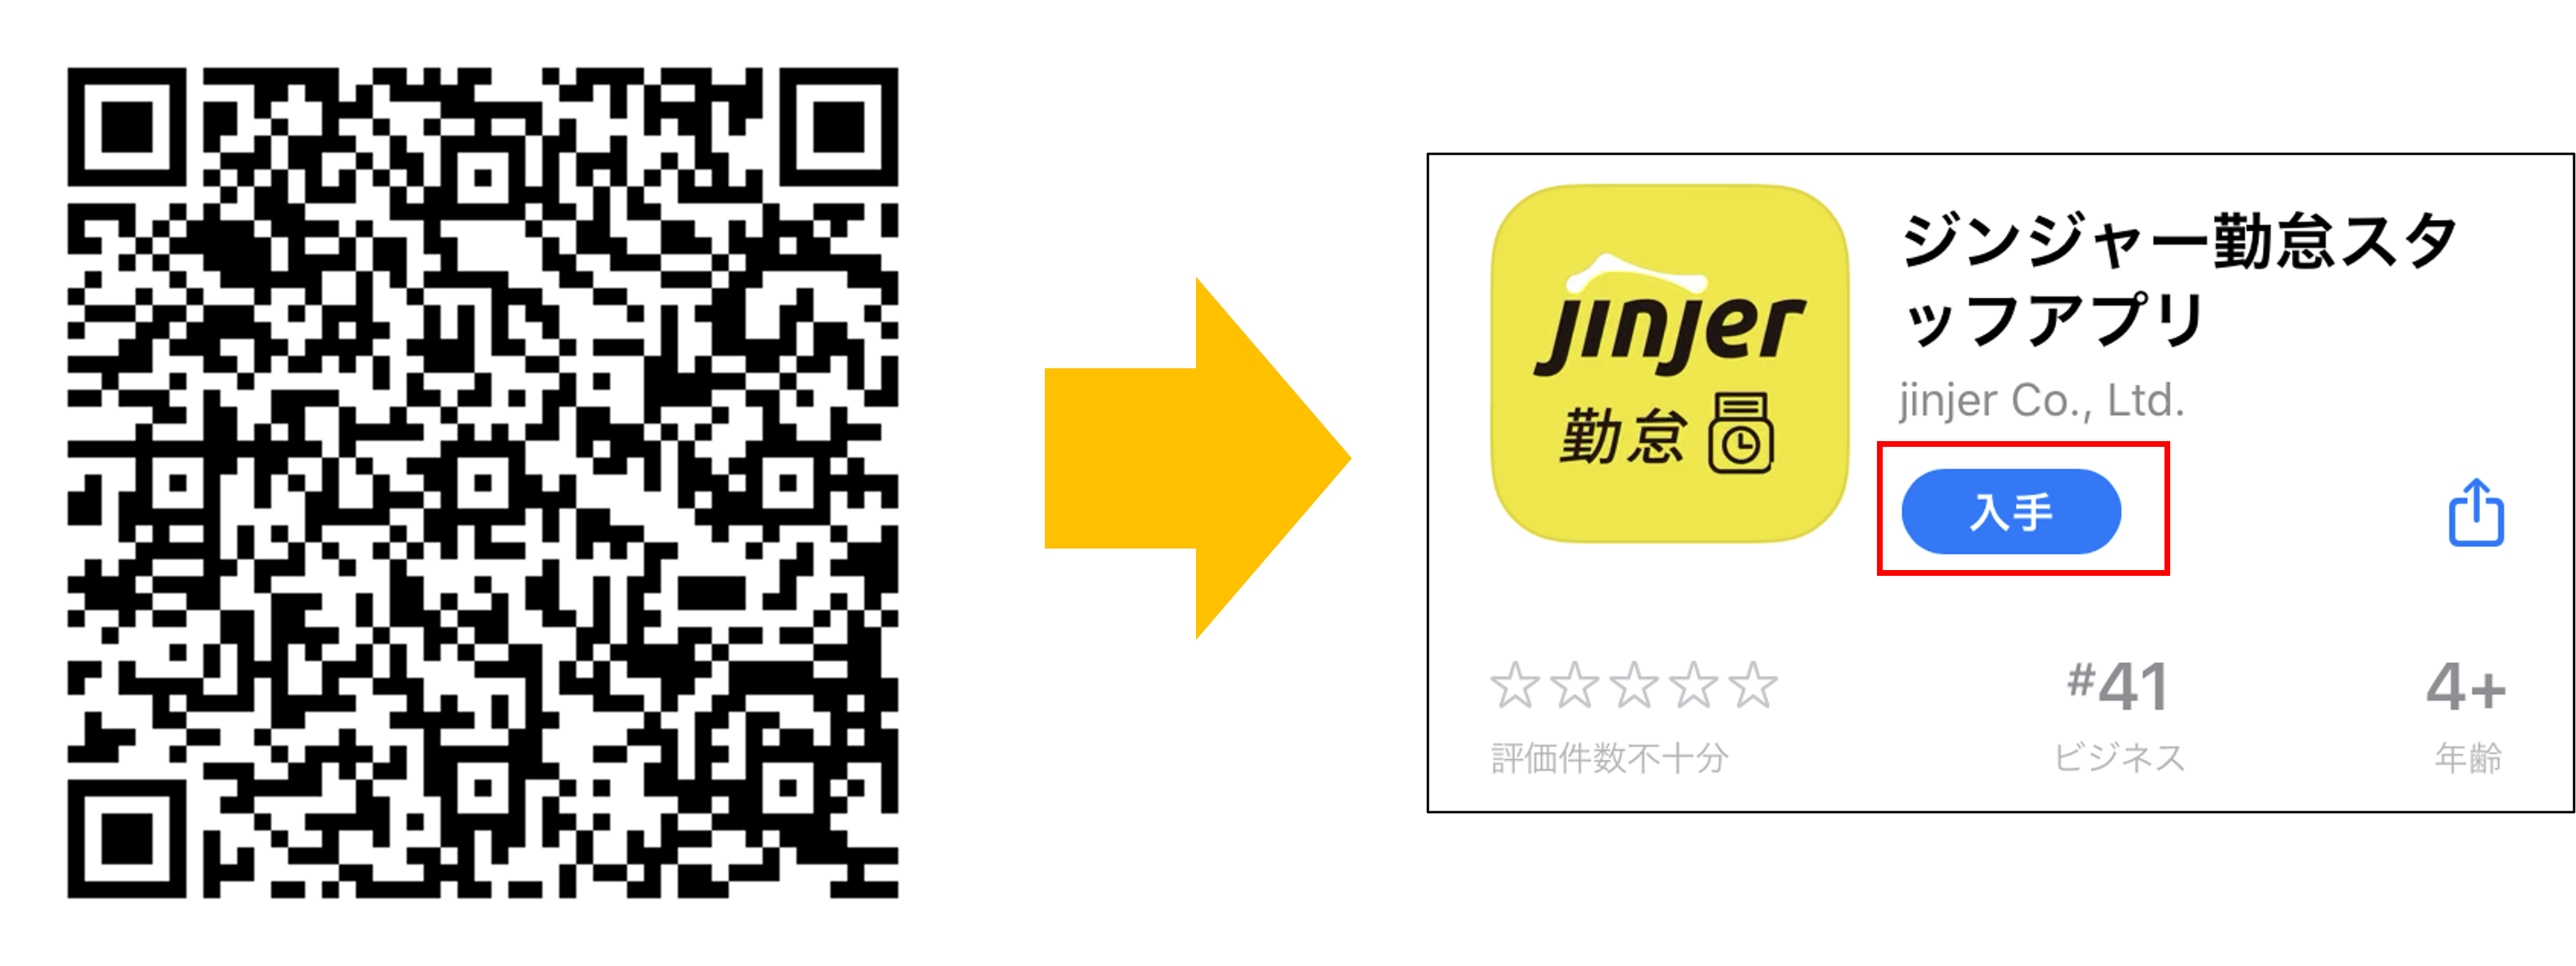 jinjer
勤怠
ジンジャー勤怠スタ
ッフアプリ
jinjer Co., Ltd.
入手
#41
4+
評価件数不十分
ビジネス
年齢